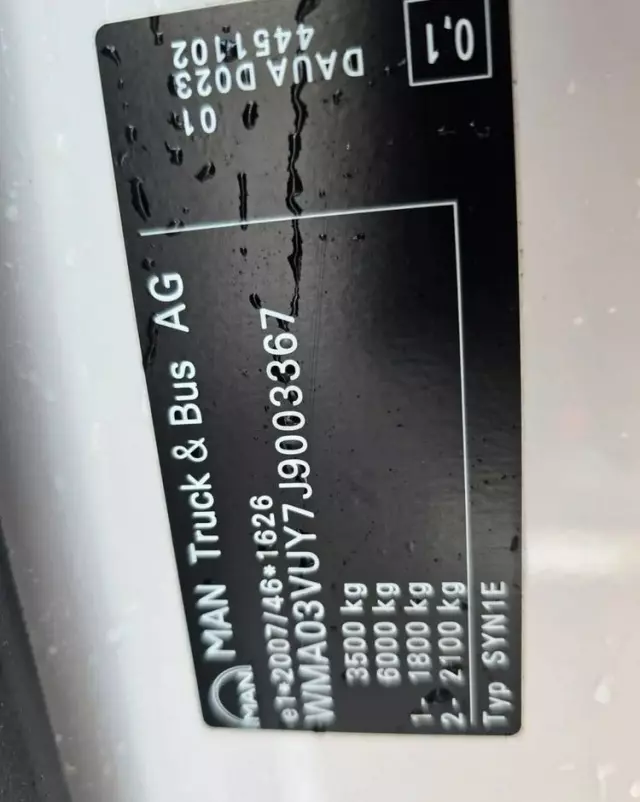 MAN
MAN Truck & Bus AG
e1*2007/46*1626
WMA03VUY7J9003367
3500 kg
6000 kg
1- 1800 kg
2- 2100 kg
Typ SYN1E
01
DAUA D023
4451102
0,1